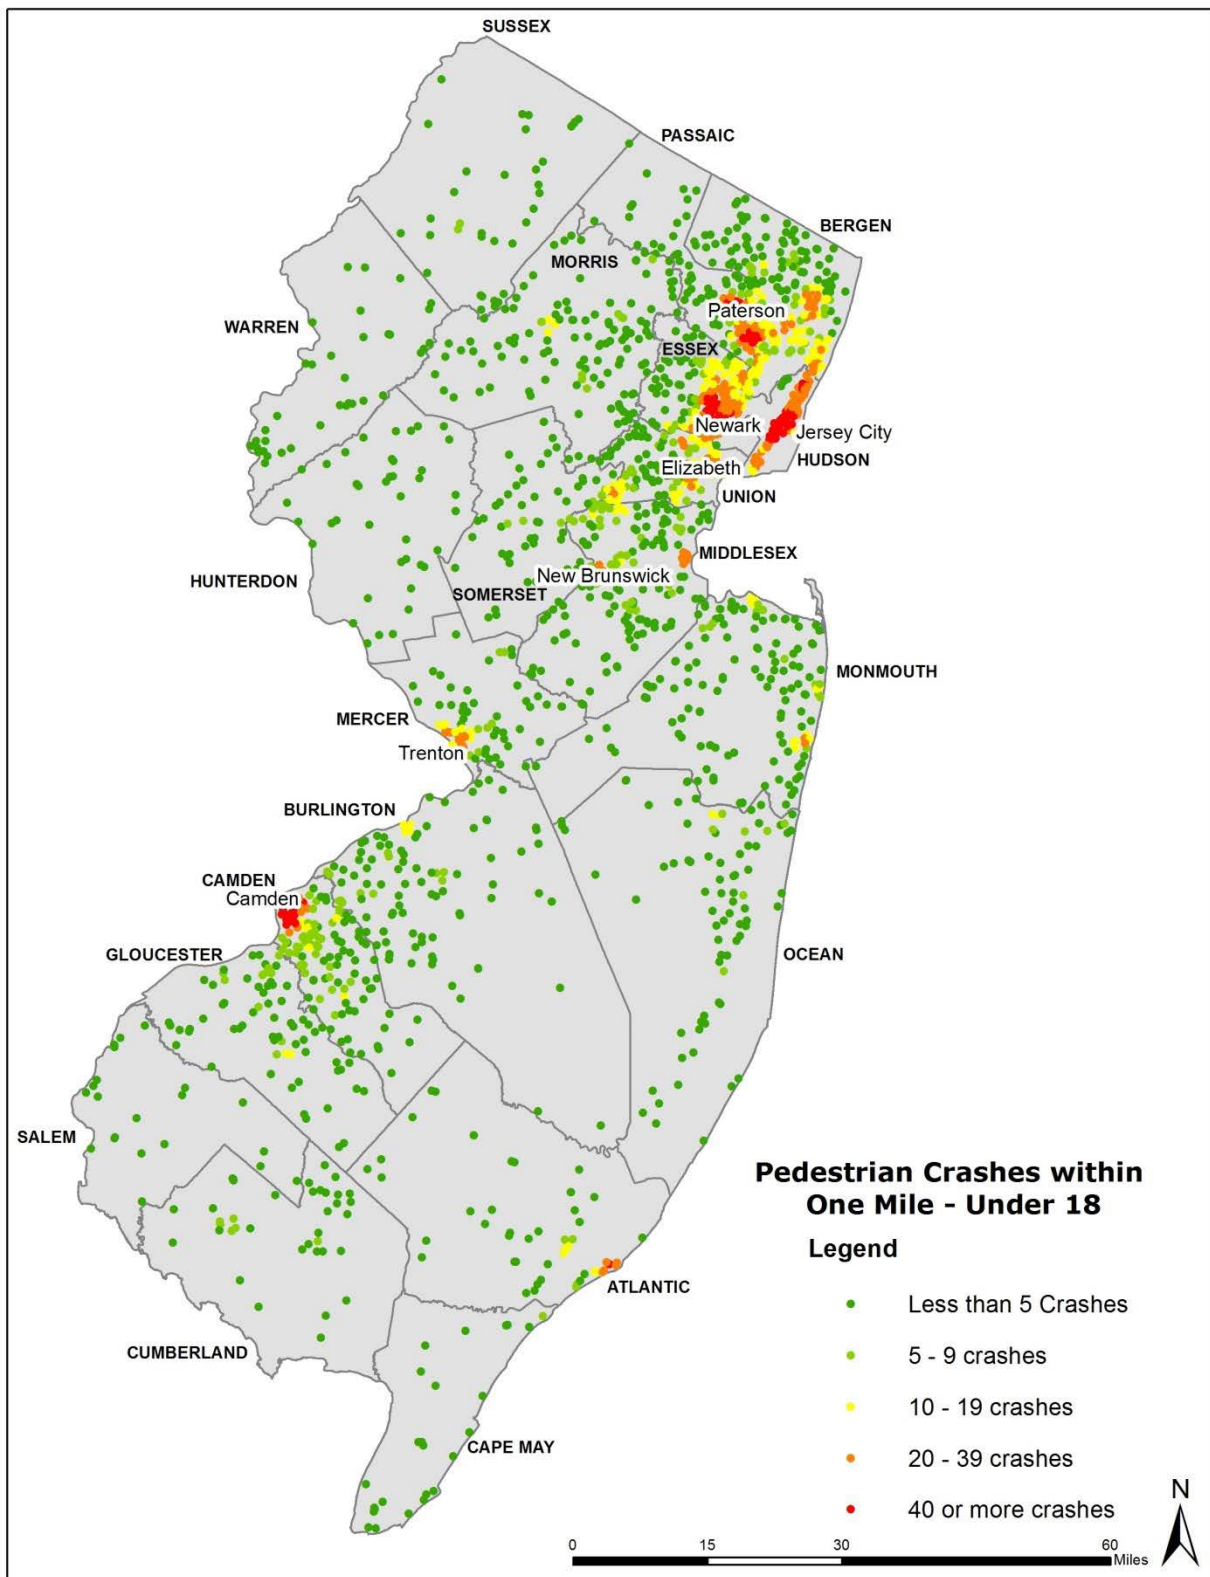 SUSSEX
PASSAIC
BERGEN
MORRIS
WARREN
Paterson
ESSEX
Newark
Jersey City
HUDSON
Elizabeth
UNION
MIDDLESEX
HUNTERDON
New Brunswick
SOMERSET
MONMOUTH
MERCER
Trenton
BURLINGTON
CAMDEN
Camden
GLOUCESTER
OCEAN
SALEM
Pedestrian Crashes within
One Mile - Under 18
Legend
ATLANTIC
Less than 5 Crashes
CUMBERLAND
5 - 9 crashes
10 - 19 crashes
CAPE MAY
20 - 39 crashes
40 or more crashes
N
0 15 30 60
Miles